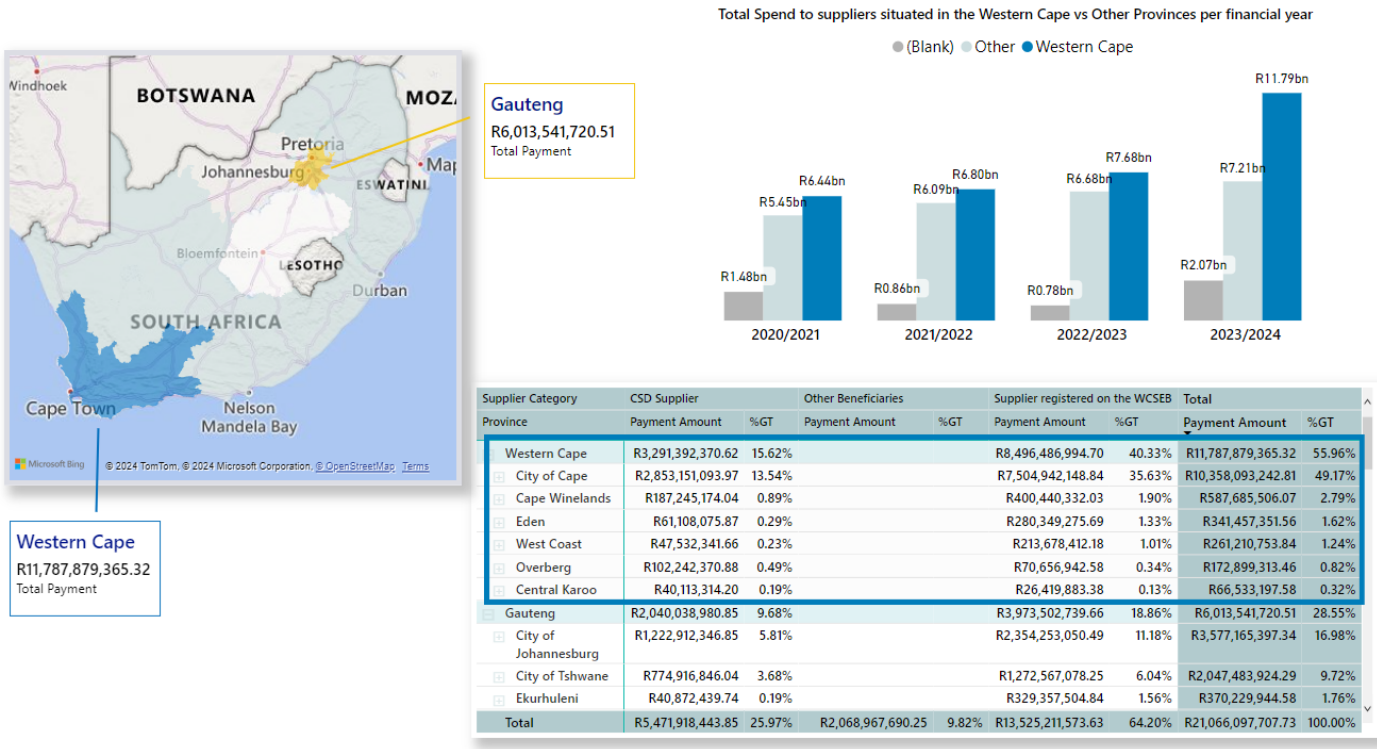 Total Spend to suppliers situated in the Western Cape vs Other Provinces per financial year
(Blank) Other Western Cape
R1.48bn R5.45bn R6.44bn
R0.86bn R6.09bn R6.80bn
R0.78bn R6.68bn R7.68bn
R2.07bn R7.21bn R11.79bn
2020/2021 2021/2022 2022/2023 2023/2024
Windhoek
BOTSWANA
MOZ
Pretoria
Johannesburg
Map
ESWATINI
Bloemfontein
LESOTHO
Durban
SOUTH AFRICA
Cape Town
Nelson
Mandela Bay
Microsoft Bing © 2024 TomTom, © 2024 Microsoft Corporation, © OpenStreetMap Terms
Gauteng
R6,013,541,720.51
Total Payment
Western Cape
R11,787,879,365.32
Total Payment
Supplier Category CSD Supplier Other Beneficiaries Supplier registered on the WCSEB Total
Province Payment Amount %GT Payment Amount %GT Payment Amount %GT Payment Amount %GT
Western Cape R3,291,392,370.62 15.62% R8,496,486,994.70 40.33% R11,787,879,365.32 55.96%
City of Cape R2,853,151,093.97 13.54% R7,504,942,148.84 35.63% R10,358,093,242.81 49.17%
Cape Winelands R187,245,174.04 0.89% R400,440,332.03 1.90% R587,685,506.07 2.79%
Eden R61,108,075.87 0.29% R280,349,275.69 1.33% R341,457,351.56 1.62%
West Coast R47,532,341.66 0.23% R213,678,412.18 1.01% R261,210,753.84 1.24%
Overberg R102,242,370.88 0.49% R70,656,942.58 0.34% R172,899,313.46 0.82%
Central Karoo R40,113,314.20 0.19% R26,419,883.38 0.13% R66,533,197.58 0.32%
Gauteng R2,040,038,980.85 9.68% R3,973,502,739.66 18.86% R6,013,541,720.51 28.55%
City of
Johannesburg R1,222,912,346.85 5.81% R2,354,253,050.49 11.18% R3,577,165,397.34 16.98%
City of Tshwane R774,916,846.04 3.68% R1,272,567,078.25 6.04% R2,047,483,924.29 9.72%
Ekurhuleni R40,872,439.74 0.19% R329,357,504.84 1.56% R370,229,944.58 1.76%
Total R5,471,918,443.85 25.97% R2,068,967,690.25 9.82% R13,525,211,573.63 64.20% R21,066,097,707.73 100.00%